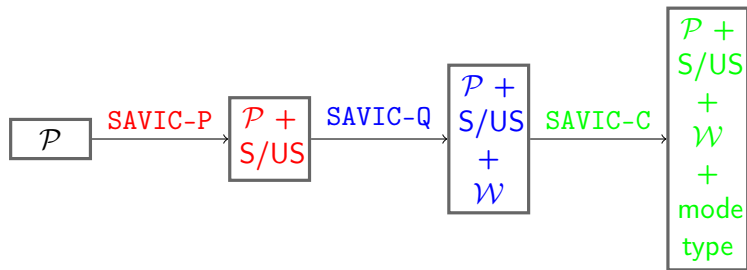 𝒫
SAVIC-P
𝒫 +
S/US
SAVIC-Q
𝒫 +
S/US
+
𝒲
SAVIC-C
𝒫 +
S/US
+
𝒲
+
mode
type